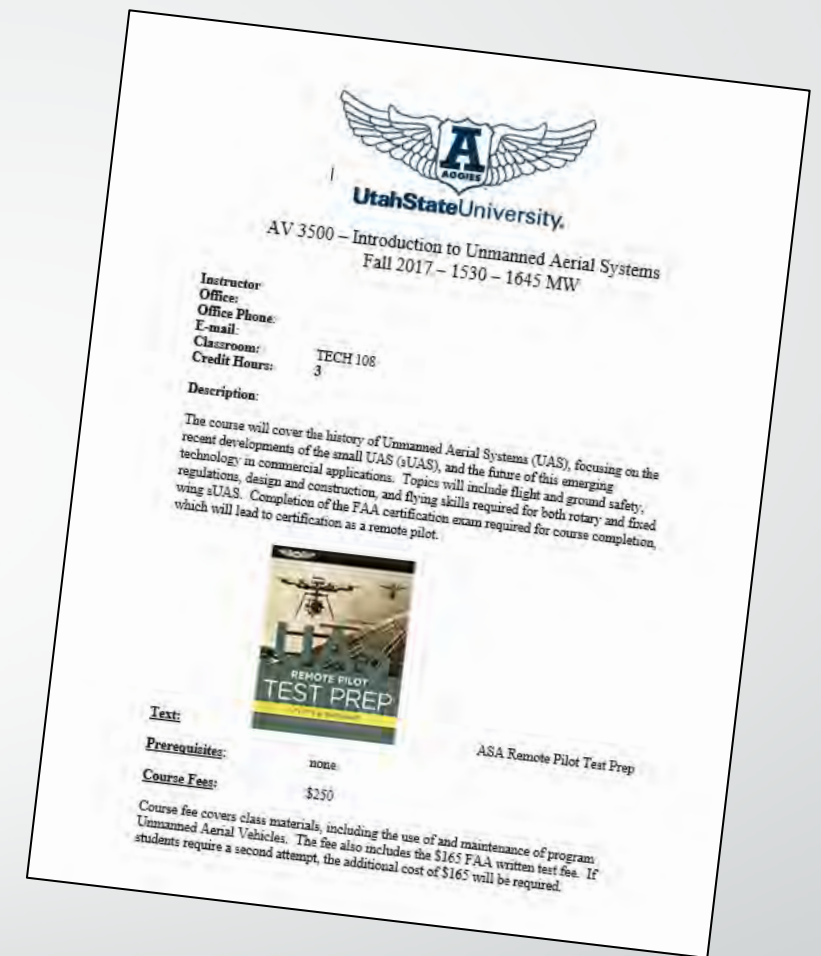 A
AGGIES
UtahStateUniversity.
AV 3500 – Introduction to Unmanned Aerial Systems
Fall 2017 – 1530 – 1645 MW
Instructor
Office:
Office Phone:
E-mail:
Classroom: TECH 108
Credit Hours: 3
Description:
The course will cover the history of Unmanned Aerial Systems (UAS), focusing on the
recent developments of the small UAS (sUAS), and the future of this emerging
technology in commercial applications. Topics will include flight and ground safety,
regulations, design and construction, and flying skills required for both rotary and fixed
wing sUAS. Completion of the FAA certification exam required for course completion,
which will lead to certification as a remote pilot.
REMOTE PILOT
TEST PREP
Text: ASA Remote Pilot Test Prep
Prerequisites: none
Course Fees: $250
Course fee covers class materials, including the use of and maintenance of program
Unmanned Aerial Vehicles. The fee also includes the $165 FAA written test fee. If
students require a second attempt, the additional cost of $165 will be required.